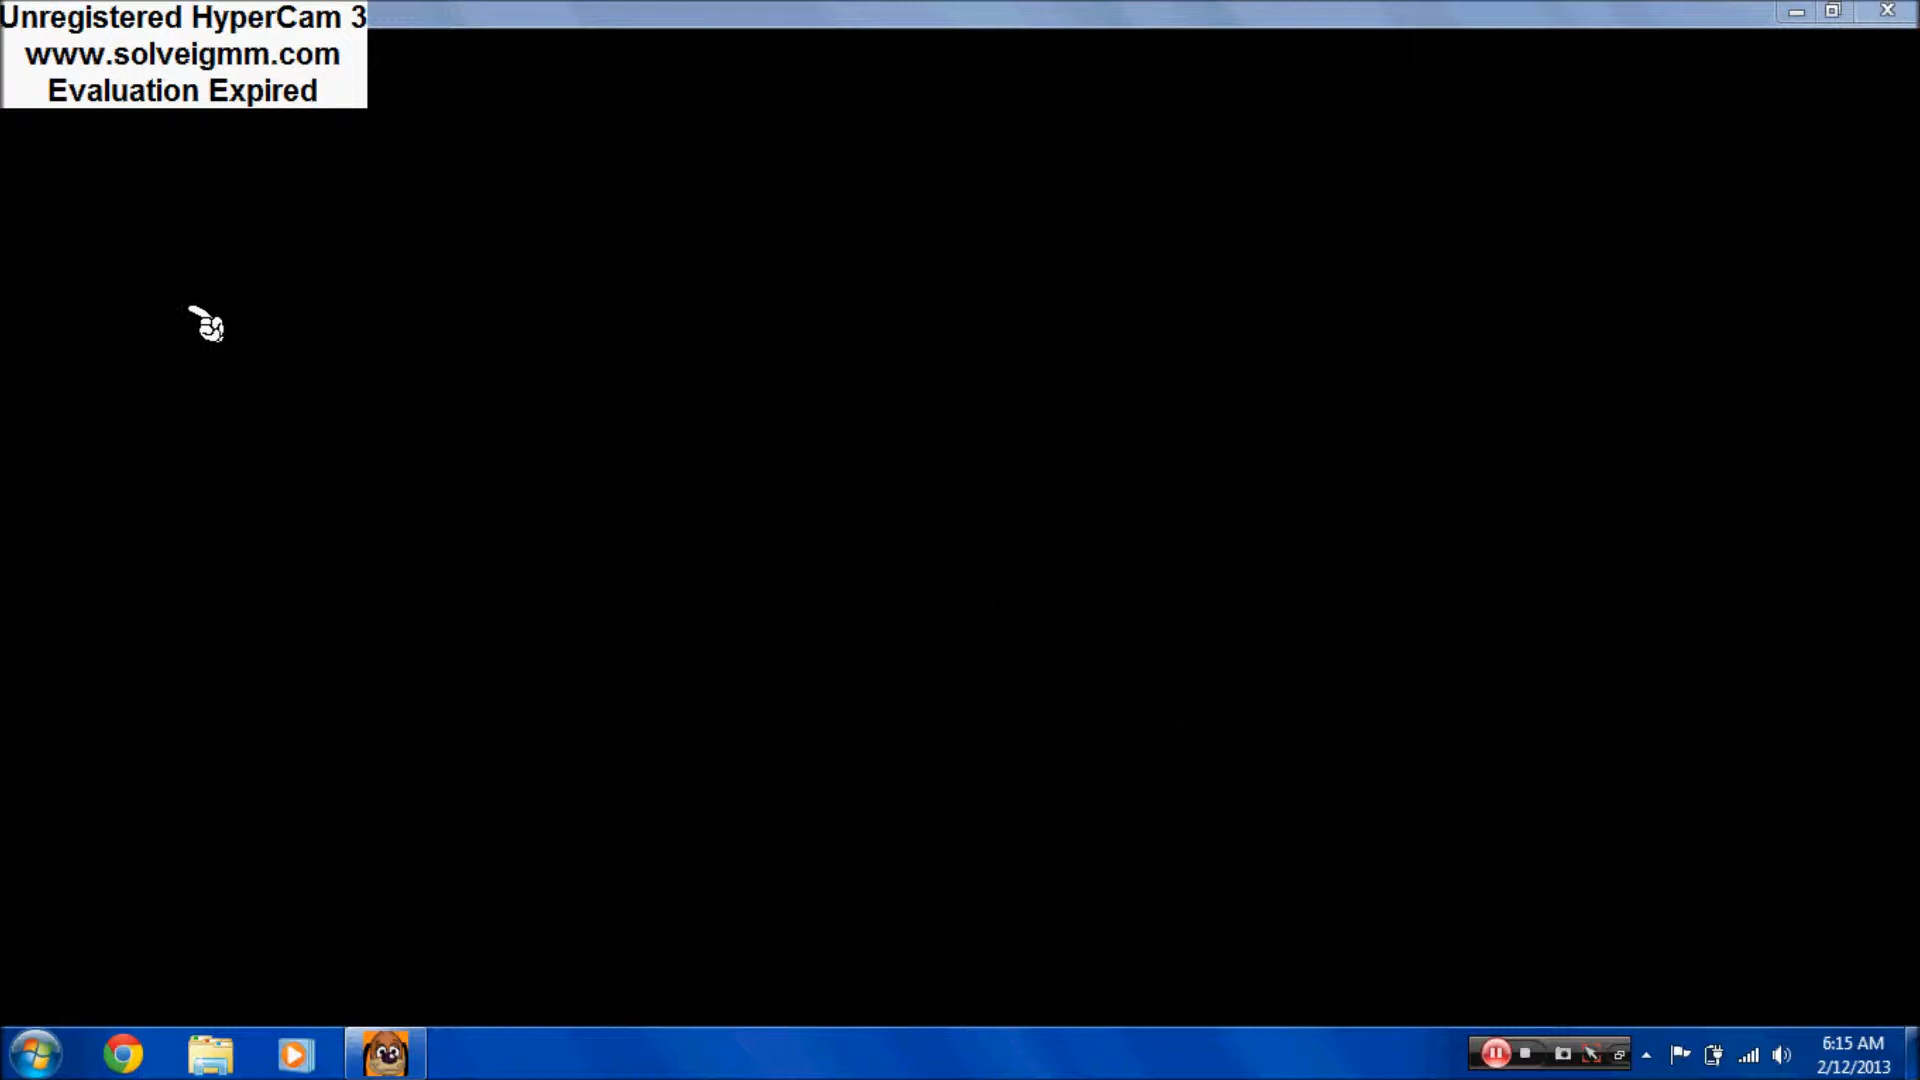 Unregistered HyperCam 3
www.solveigmm.com
Evaluation Expired
6:15 AM
2/12/2013